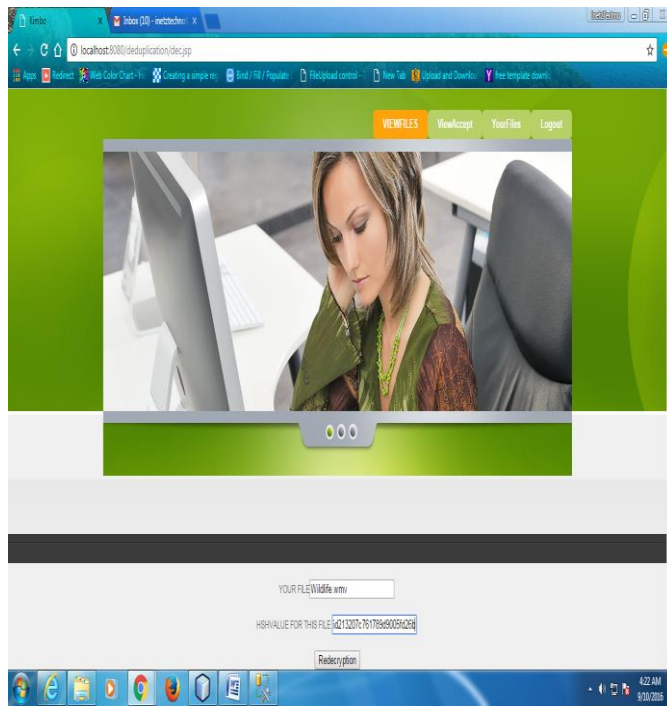 Kimbo x Inbox (10) - inetztechno x
localhost:8080/deduplication/dec.jsp
Apps Redirect Web Color Chart - H Creating a simple reg Bind / Fill / Populate FileUpload control - New Tab Upload and Downlo Free template downl
VIEWFILES ViewAccept YourFiles Logout
YOUR FILE Wildlife.wmv
HSHVALUE FOR THIS FILE
Redecryption
4:22 AM
9/10/2016